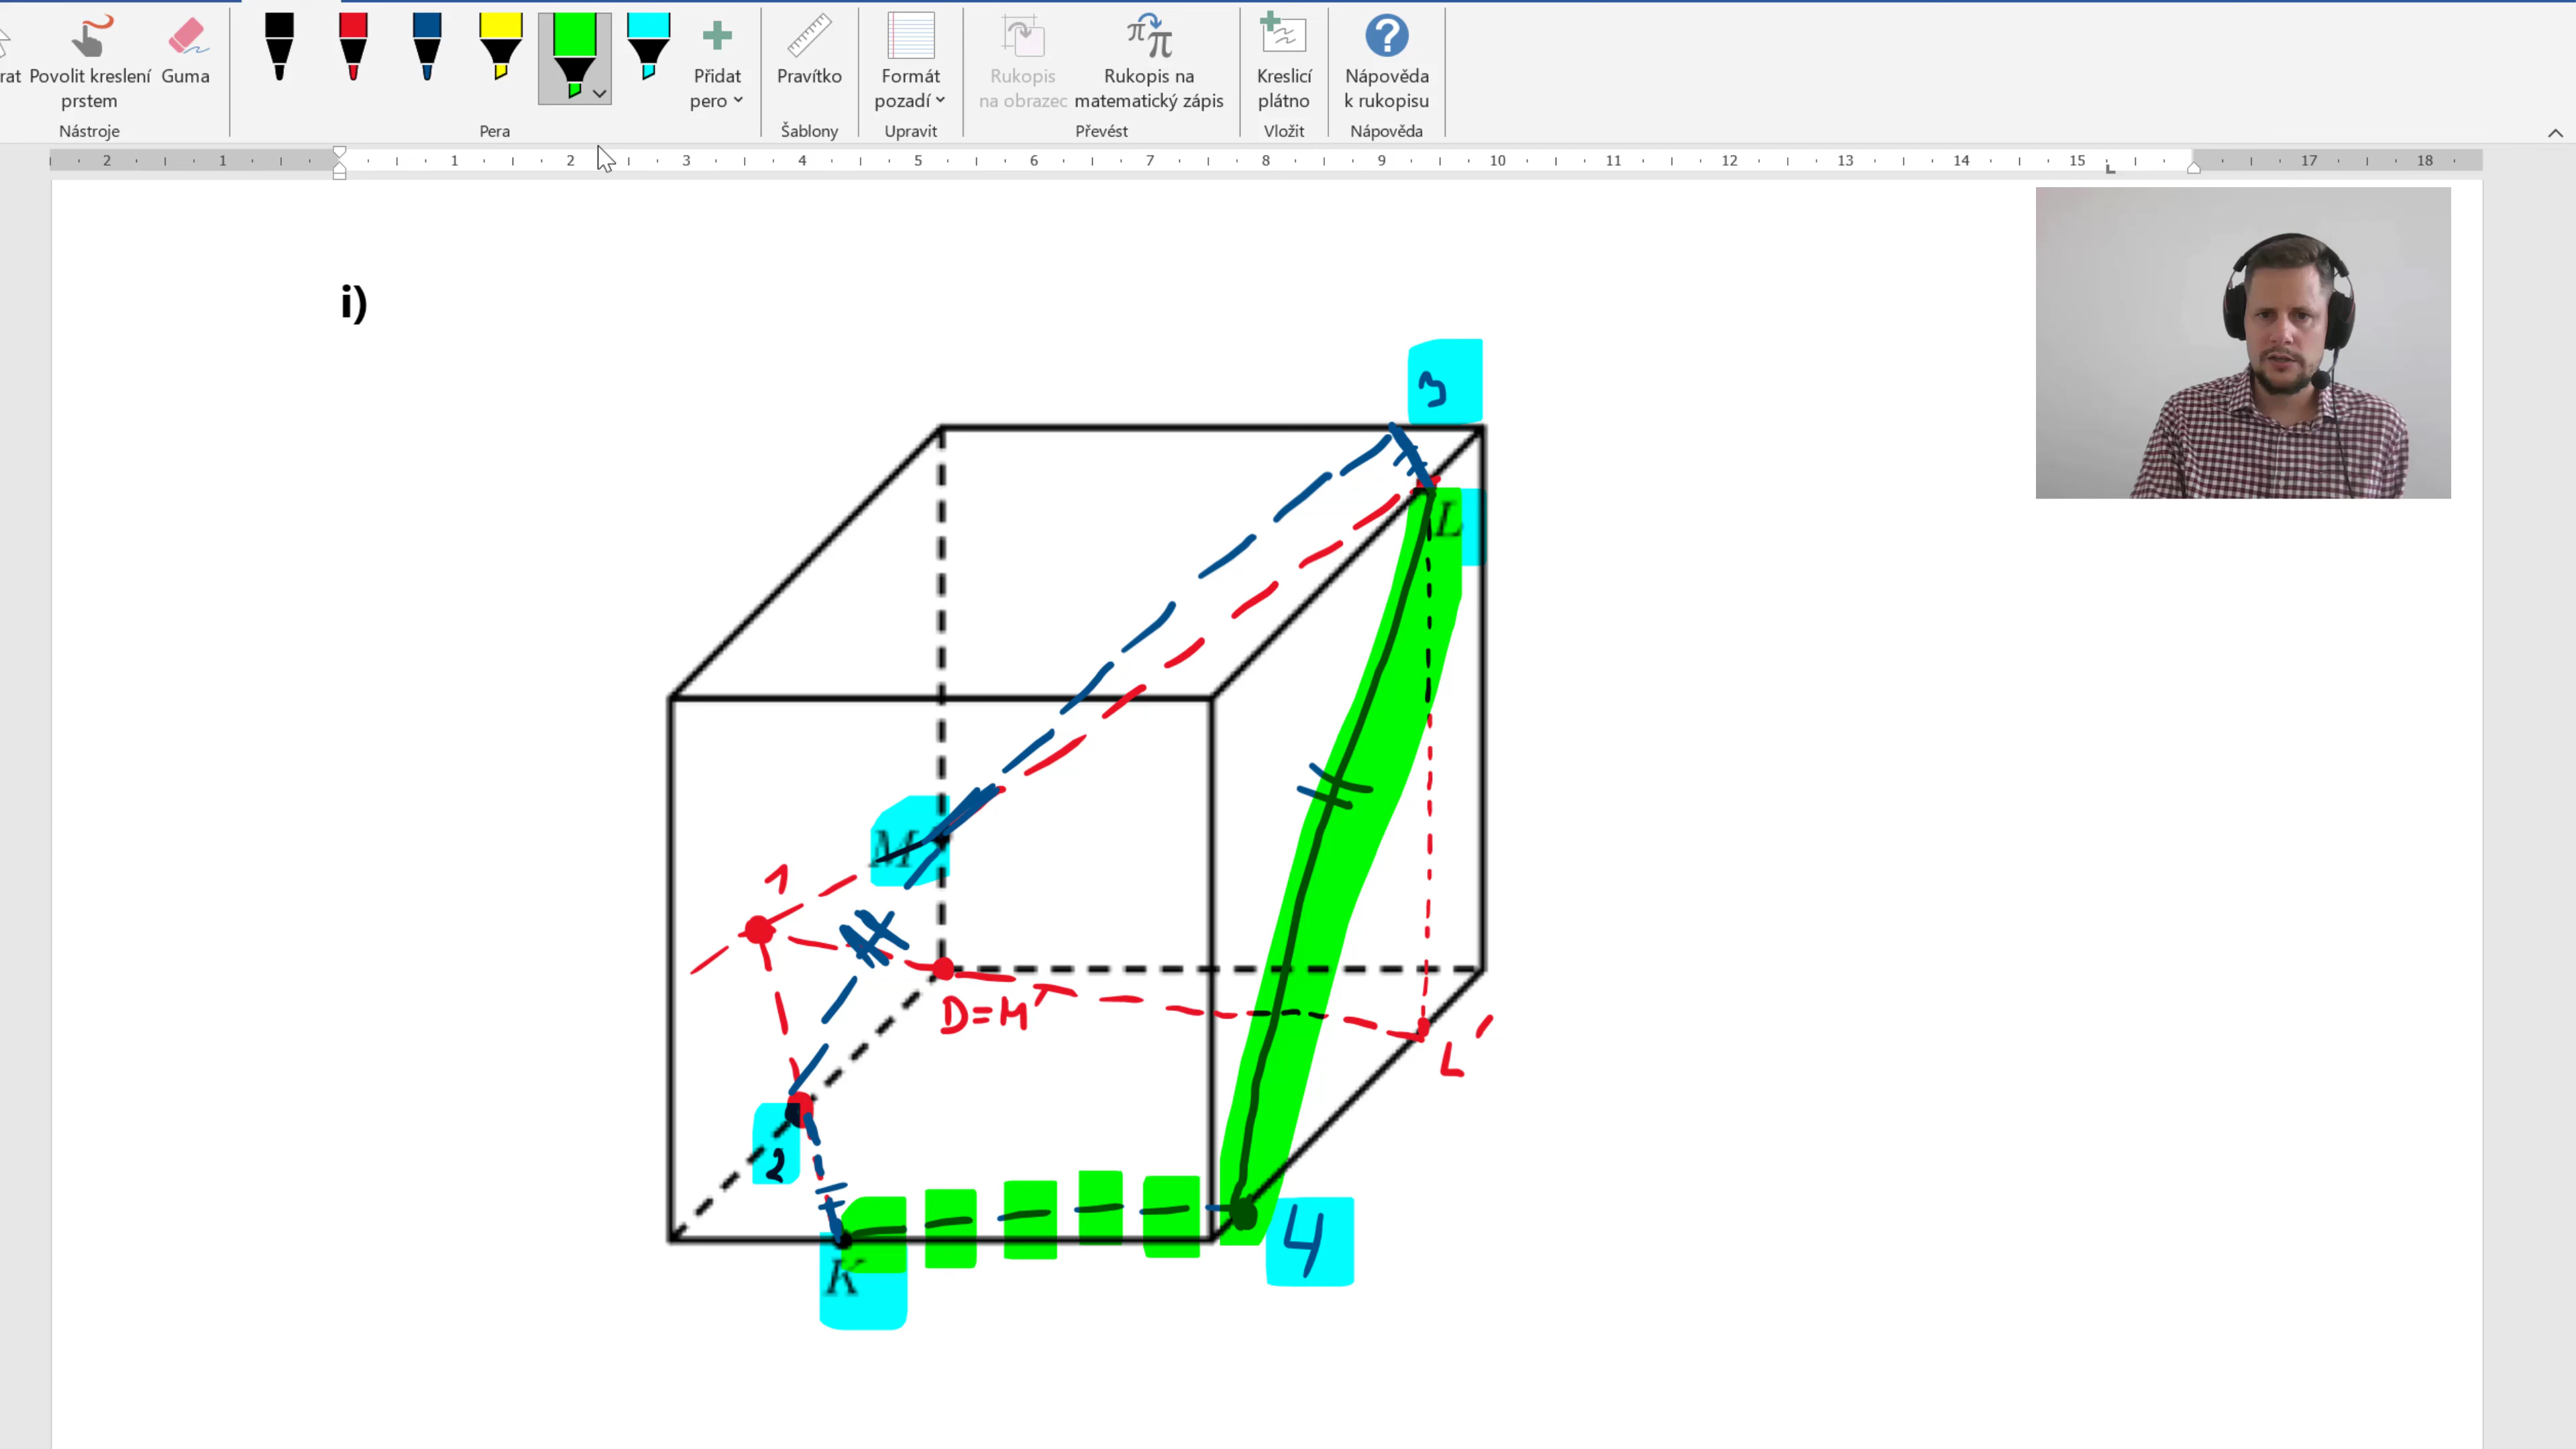 rat Povolit kreslení prstem Guma Přidat pero Pravítko Formát pozadí Rukopis na obrazec Rukopis na matematický zápis Kreslicí plátno Nápověda k rukopisu
Nástroje Pera Šablony Upravit Převést Vložit Nápověda
2 1 1 2 3 4 5 6 7 8 9 10 11 12 13 14 15 17 18
i)
3
L
M
1
D=M'
L'
2
4
K